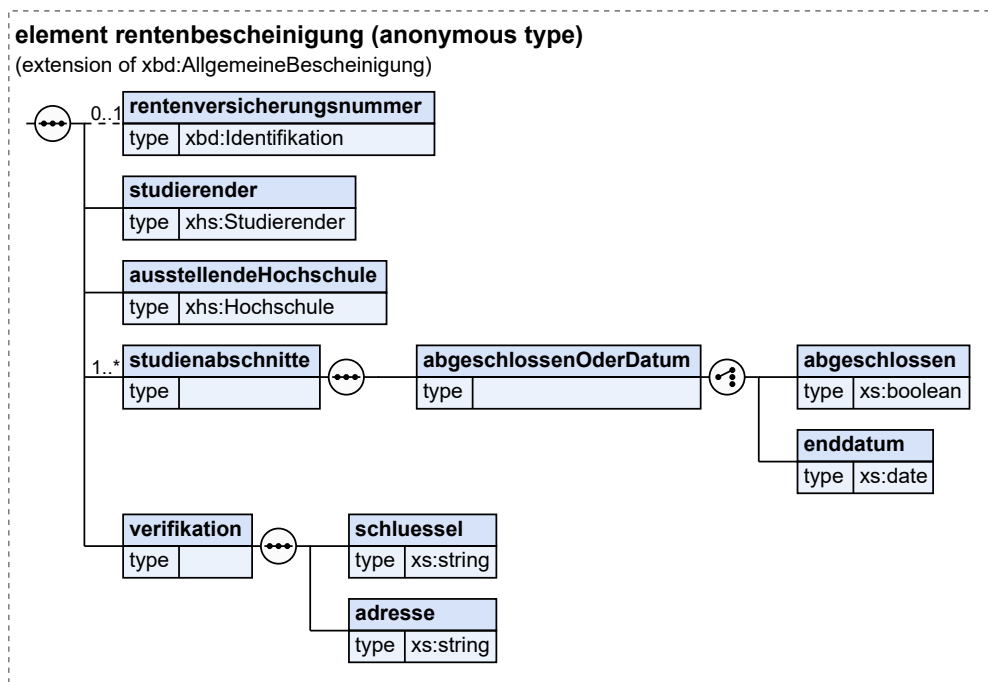 element rentenbescheinigung (anonymous type)
(extension of xbd:AllgemeineBescheinigung)
0..1
rentenversicherungsnummer
type xbd:Identifikation
studierender
type xhs:Studierender
ausstellendeHochschule
type xhs:Hochschule
1..*
studienabschnitte
type
abgeschlossenOderDatum
type
abgeschlossen
type xs:boolean
enddatum
type xs:date
verifikation
type
schluessel
type xs:string
adresse
type xs:string